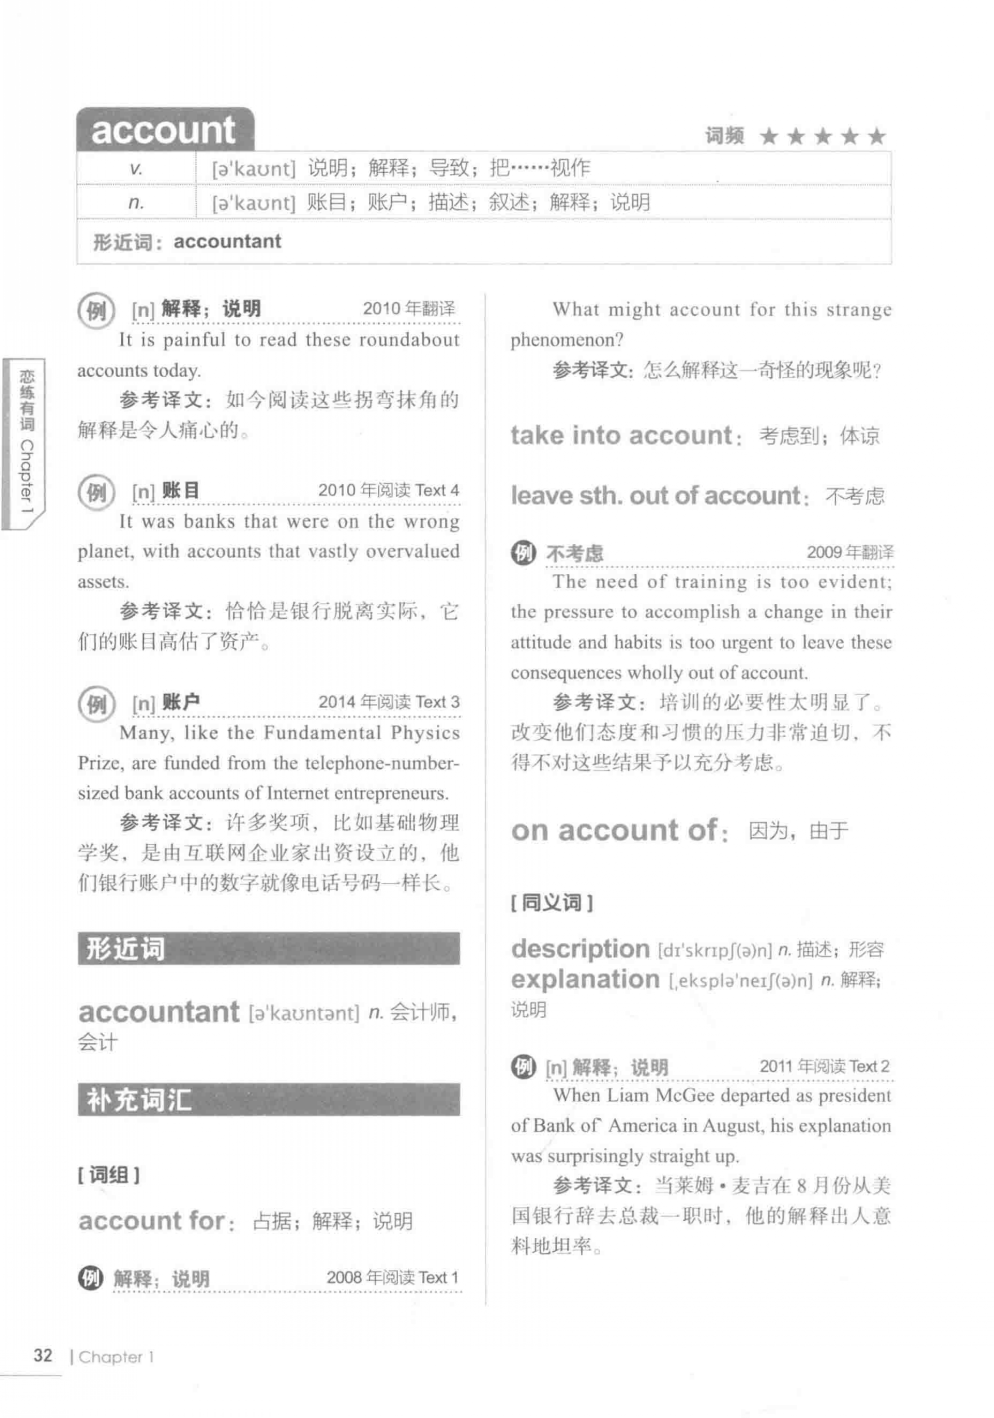 account
词频 ★★★★★
v. [ə'kaʊnt] 说明；解释；导致；把……视作
n. [ə'kaʊnt] 账目；账户；描述；叙述；解释；说明
形近词：accountant
恋练有词 Chapter 1
例 [n] 解释；说明 2010 年翻译
It is painful to read these roundabout
accounts today.
参考译文：如今阅读这些拐弯抹角的
解释是令人痛心的。
例 [n] 账目 2010 年阅读 Text 4
It was banks that were on the wrong
planet, with accounts that vastly overvalued
assets.
参考译文：恰恰是银行脱离实际，它
们的账目高估了资产。
例 [n] 账户 2014 年阅读 Text 3
Many, like the Fundamental Physics
Prize, are funded from the telephone-number-
sized bank accounts of Internet entrepreneurs.
参考译文：许多奖项，比如基础物理
学奖，是由互联网企业家出资设立的，他
们银行账户中的数字就像电话号码一样长。
形近词
accountant [ə'kaʊntənt] n. 会计师，
会计
补充词汇
[ 词组 ]
account for：占据；解释；说明
例 解释；说明 2008 年阅读 Text 1
What might account for this strange
phenomenon?
参考译文：怎么解释这一奇怪的现象呢？
take into account：考虑到；体谅
leave sth. out of account：不考虑
例 不考虑 2009 年翻译
The need of training is too evident;
the pressure to accomplish a change in their
attitude and habits is too urgent to leave these
consequences wholly out of account.
参考译文：培训的必要性太明显了。
改变他们态度和习惯的压力非常迫切，不
得不对这些结果予以充分考虑。
on account of：因为，由于
[ 同义词 ]
description [dɪ'skrɪpʃ(ə)n] n. 描述；形容
explanation [ˌeksplə'neɪʃ(ə)n] n. 解释；
说明
例 [n] 解释；说明 2011 年阅读 Text 2
When Liam McGee departed as president
of Bank of America in August, his explanation
was surprisingly straight up.
参考译文：当莱姆·麦吉在 8 月份从美
国银行辞去总裁一职时，他的解释出人意
料地坦率。
32 | Chapter 1